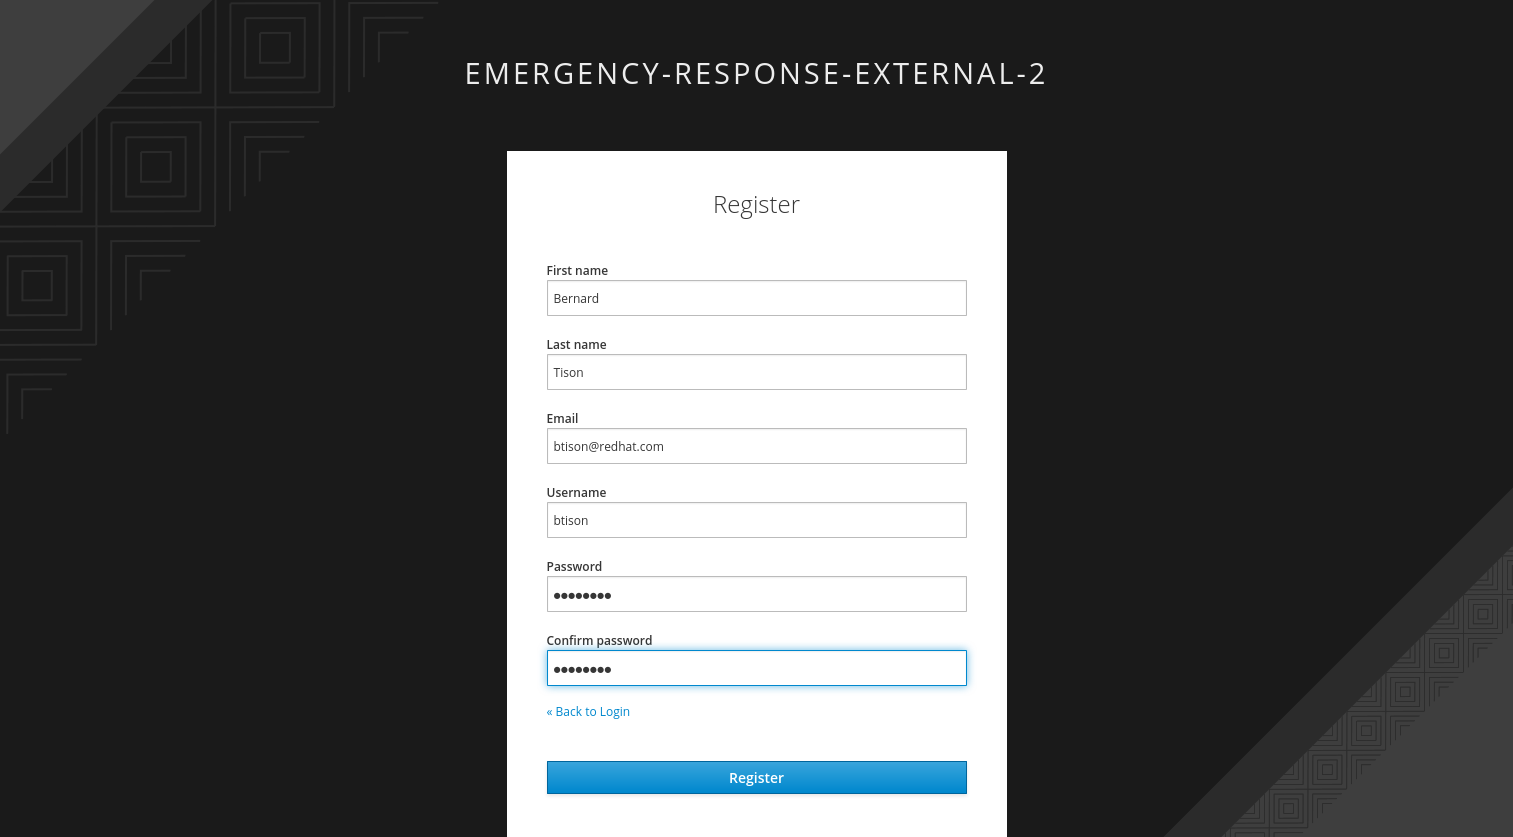 EMERGENCY-RESPONSE-EXTERNAL-2
Register
First name
Bernard
Last name
Tison
Email
btison@redhat.com
Username
btison
Password
●●●●●●●●
Confirm password
●●●●●●●●
« Back to Login
Register